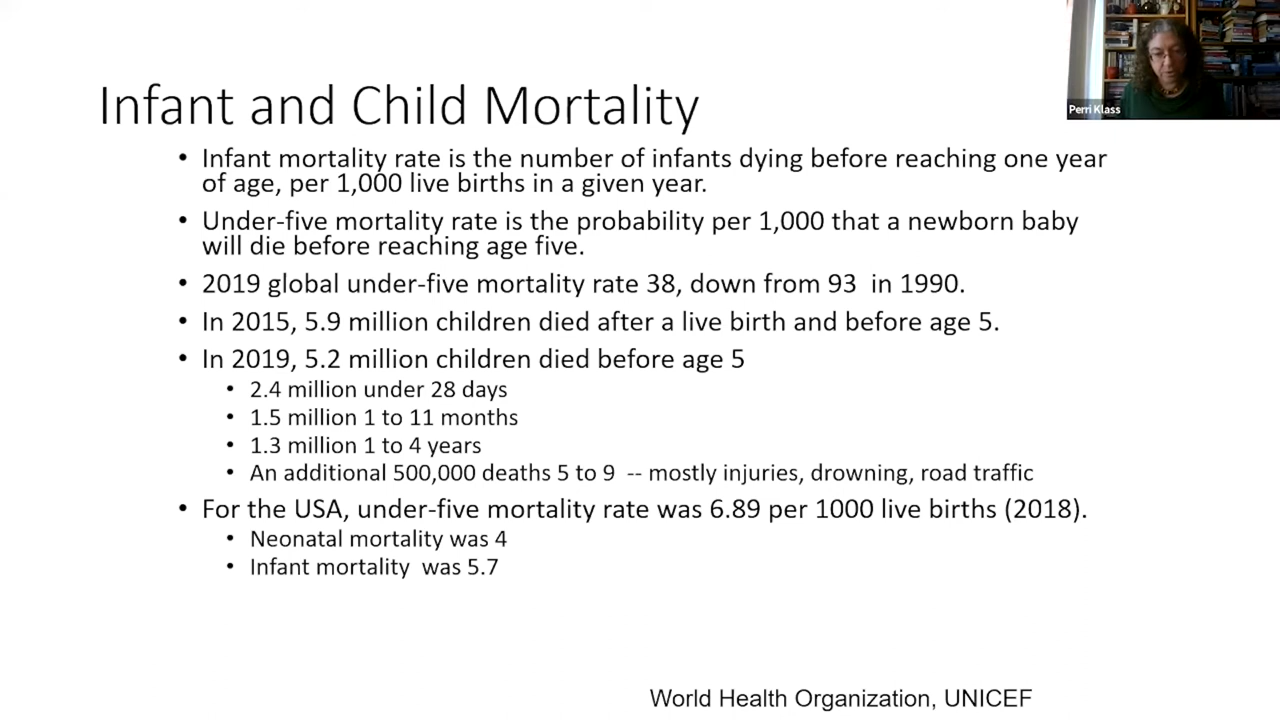 Perri Klass
Infant and Child Mortality
• Infant mortality rate is the number of infants dying before reaching one year
of age, per 1,000 live births in a given year.
• Under-five mortality rate is the probability per 1,000 that a newborn baby
will die before reaching age five.
• 2019 global under-five mortality rate 38, down from 93 in 1990.
• In 2015, 5.9 million children died after a live birth and before age 5.
• In 2019, 5.2 million children died before age 5
• 2.4 million under 28 days
• 1.5 million 1 to 11 months
• 1.3 million 1 to 4 years
• An additional 500,000 deaths 5 to 9 -- mostly injuries, drowning, road traffic
• For the USA, under-five mortality rate was 6.89 per 1000 live births (2018).
• Neonatal mortality was 4
• Infant mortality was 5.7
World Health Organization, UNICEF